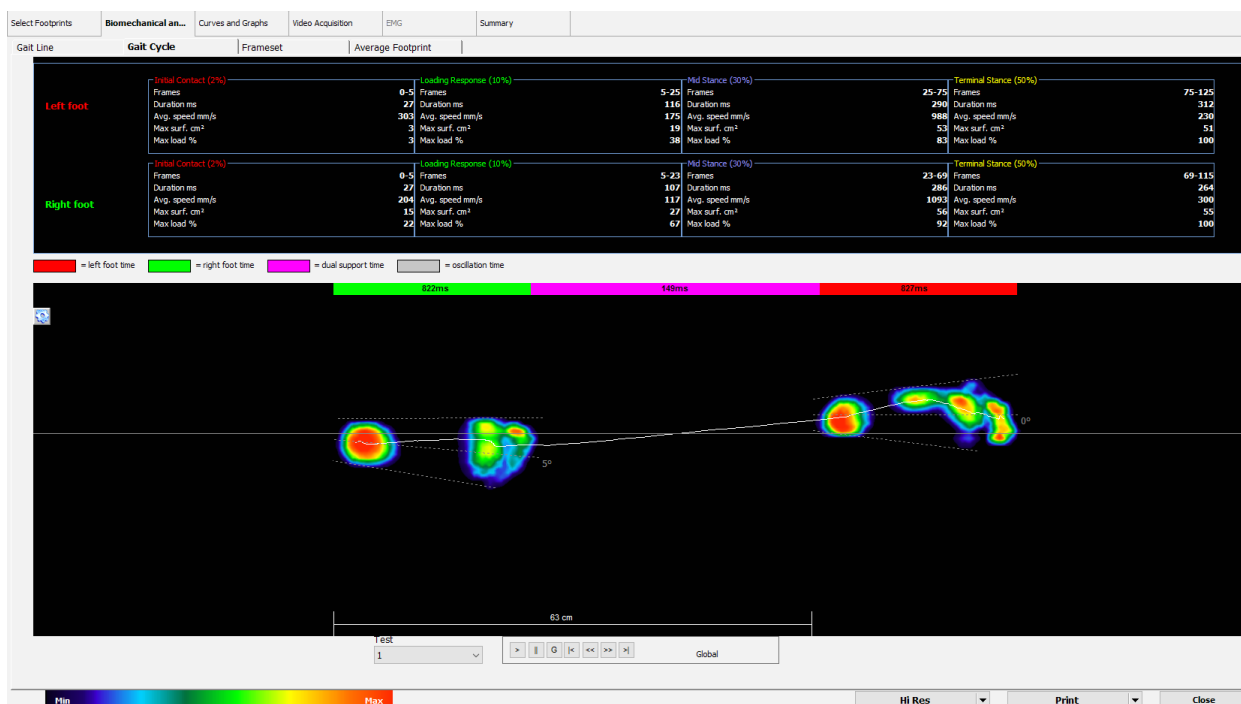 Select Footprints Biomechanical an... Curves and Graphs Video Acquisition EMG Summary
Gait Line Gait Cycle Frameset Average Footprint
Left foot
Initial Contact (2%)
Frames 0-5
Duration ms 27
Avg. speed mm/s 303
Max surf. cm² 3
Max load % 3
Loading Response (10%)
Frames 5-25
Duration ms 116
Avg. speed mm/s 175
Max surf. cm² 19
Max load % 38
Mid Stance (30%)
Frames 25-75
Duration ms 290
Avg. speed mm/s 988
Max surf. cm² 53
Max load % 83
Terminal Stance (50%)
Frames 75-125
Duration ms 312
Avg. speed mm/s 230
Max surf. cm² 51
Max load % 100
Right foot
Initial Contact (2%)
Frames 0-5
Duration ms 27
Avg. speed mm/s 204
Max surf. cm² 15
Max load % 22
Loading Response (10%)
Frames 5-23
Duration ms 107
Avg. speed mm/s 117
Max surf. cm² 27
Max load % 67
Mid Stance (30%)
Frames 23-69
Duration ms 286
Avg. speed mm/s 1093
Max surf. cm² 56
Max load % 92
Terminal Stance (50%)
Frames 69-115
Duration ms 264
Avg. speed mm/s 300
Max surf. cm² 55
Max load % 100
= left foot time = right foot time = dual support time = oscillation time
822ms 149ms 827ms
0°
5°
63 cm
Test
1
> || G |< << >> >| Global
Min Max
Hi Res Print Close